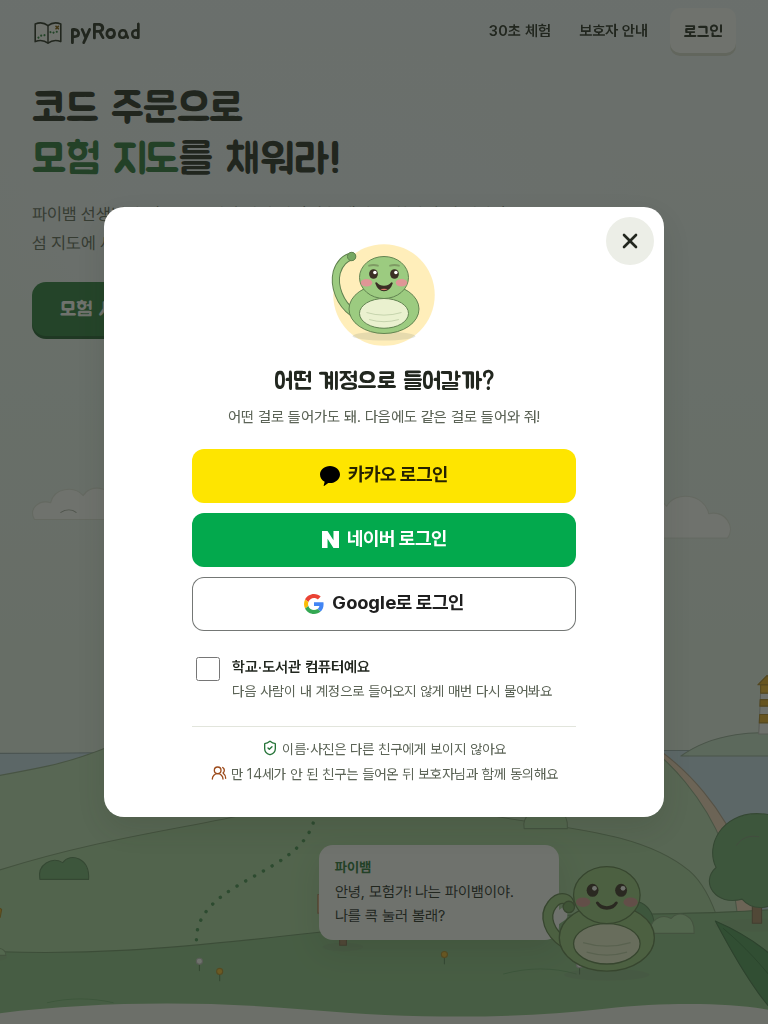 pyRoad
30초 체험
보호자 안내
로그인
코드 주문으로
모험 지도를 채워라!
파이뱀 선생
섬 지도에
모험
어떤 계정으로 들어갈까?
어떤 걸로 들어가도 돼. 다음에도 같은 걸로 들어와 줘!
카카오 로그인
네이버 로그인
Google로 로그인
학교·도서관 컴퓨터예요
다음 사람이 내 계정으로 들어오지 않게 매번 다시 물어봐요
이름·사진은 다른 친구에게 보이지 않아요
만 14세가 안 된 친구는 들어온 뒤 보호자님과 함께 동의해요
파이뱀
안녕, 모험가! 나는 파이뱀이야.
나를 콕 눌러 볼래?